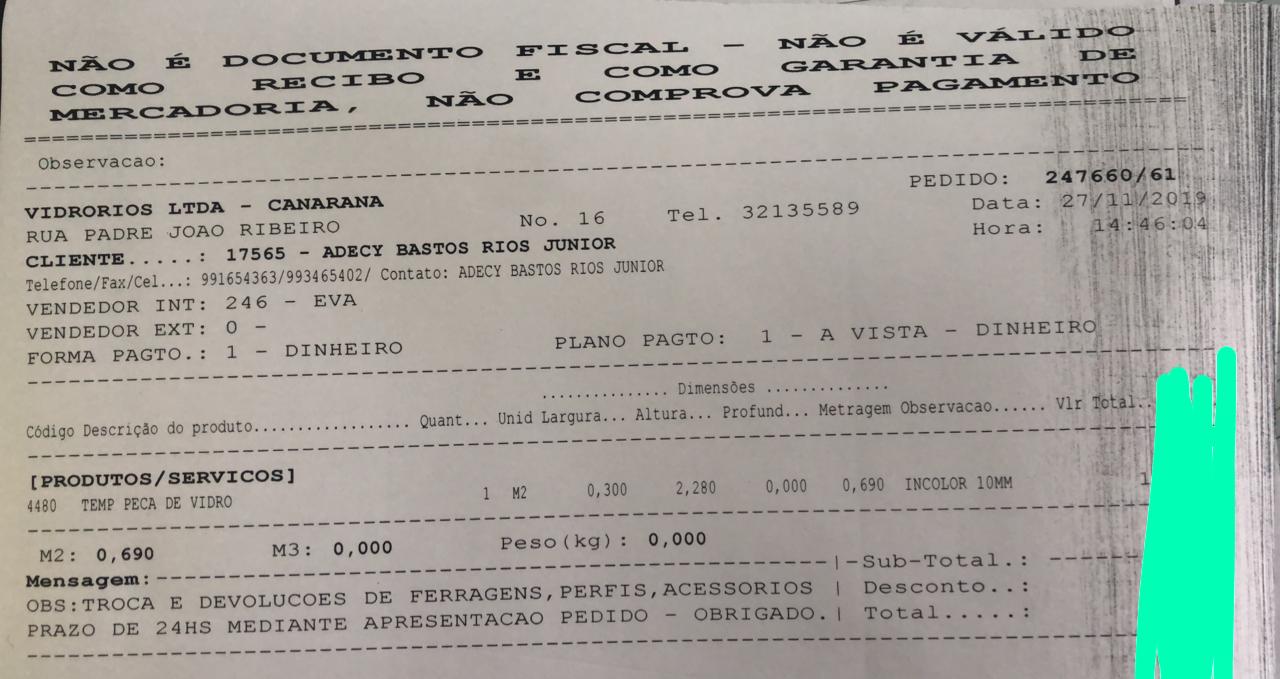 NÃO É DOCUMENTO FISCAL - NÃO É VÁLIDO
COMO RECIBO E COMO GARANTIA DE
MERCADORIA, NÃO COMPROVA PAGAMENTO
Observacao:
PEDIDO: 247660/61
VIDRORIOS LTDA - CANARANA Data: 27/11/2019
RUA PADRE JOAO RIBEIRO No. 16 Tel. 32135589 Hora: 14:46:04
CLIENTE.....: 17565 - ADECY BASTOS RIOS JUNIOR
Telefone/Fax/Cel...: 991654363/993465402/ Contato: ADECY BASTOS RIOS JUNIOR
VENDEDOR INT: 246 - EVA
VENDEDOR EXT: 0 -
FORMA PAGTO.: 1 - DINHEIRO PLANO PAGTO: 1 - A VISTA - DINHEIRO
............... Dimensões ..............
Código Descrição do produto................. Quant... Unid Largura... Altura... Profund... Metragem Observacao...... Vlr Total..
[PRODUTOS/SERVICOS]
4480 TEMP PECA DE VIDRO 1 M2 0,300 2,280 0,000 0,690 INCOLOR 10MM 1
M2: 0,690 M3: 0,000 Peso(kg): 0,000
Mensagem:---|-Sub-Total.:
OBS:TROCA E DEVOLUCOES DE FERRAGENS,PERFIS,ACESSORIOS | Desconto..:
PRAZO DE 24HS MEDIANTE APRESENTACAO PEDIDO - OBRIGADO.| Total.....: